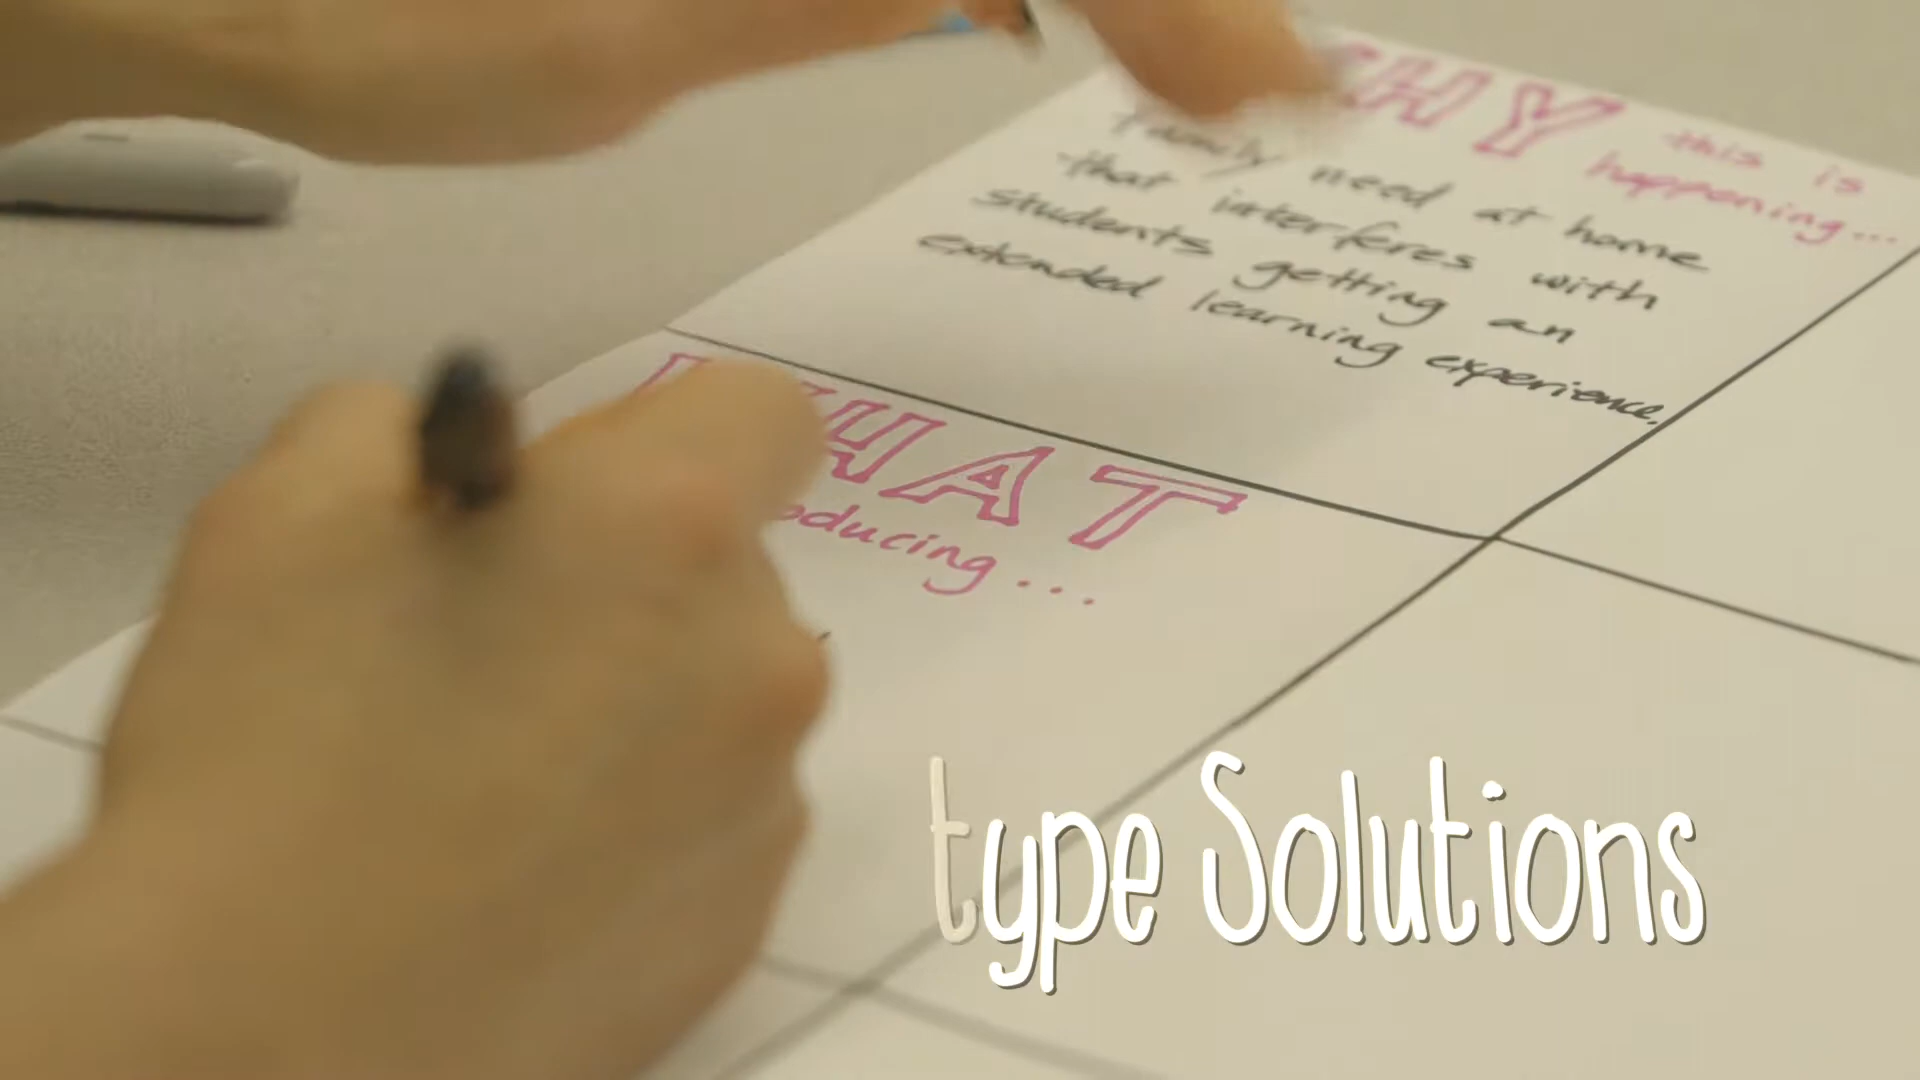 HY this is
happening...
Family need at home
that interferes with
students getting an
extended learning experience.
WHAT
oducing...
type Solutions